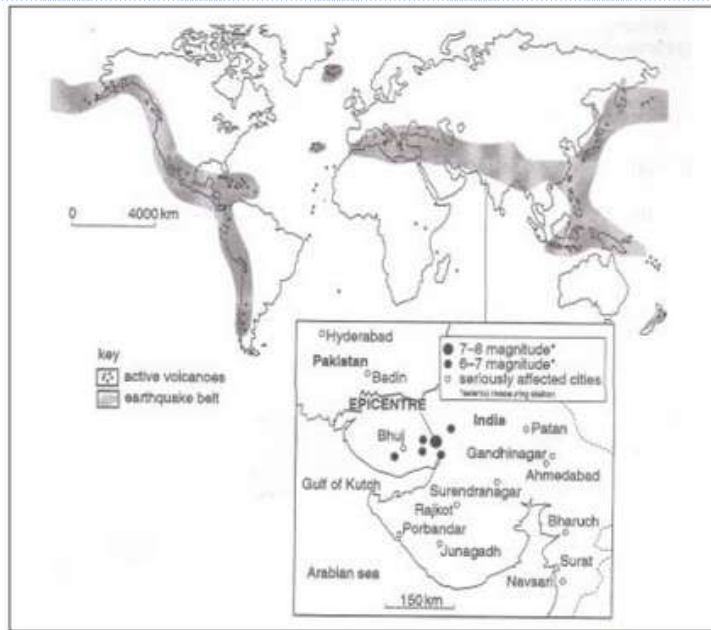 0 4000 km
key
active volcanoes
earthquake belt
Hyderabad
Pakistan
Badin
EPICENTRE
Bhuj
Gulf of Kutch
7–8 magnitude*
6–7 magnitude*
seriously affected cities
India
Patan
Gandhinagar
Ahmedabad
Surendranagar
Rajkot
Porbandar
Junagadh
Bharuch
Surat
Navsari
Arabian sea
150 km